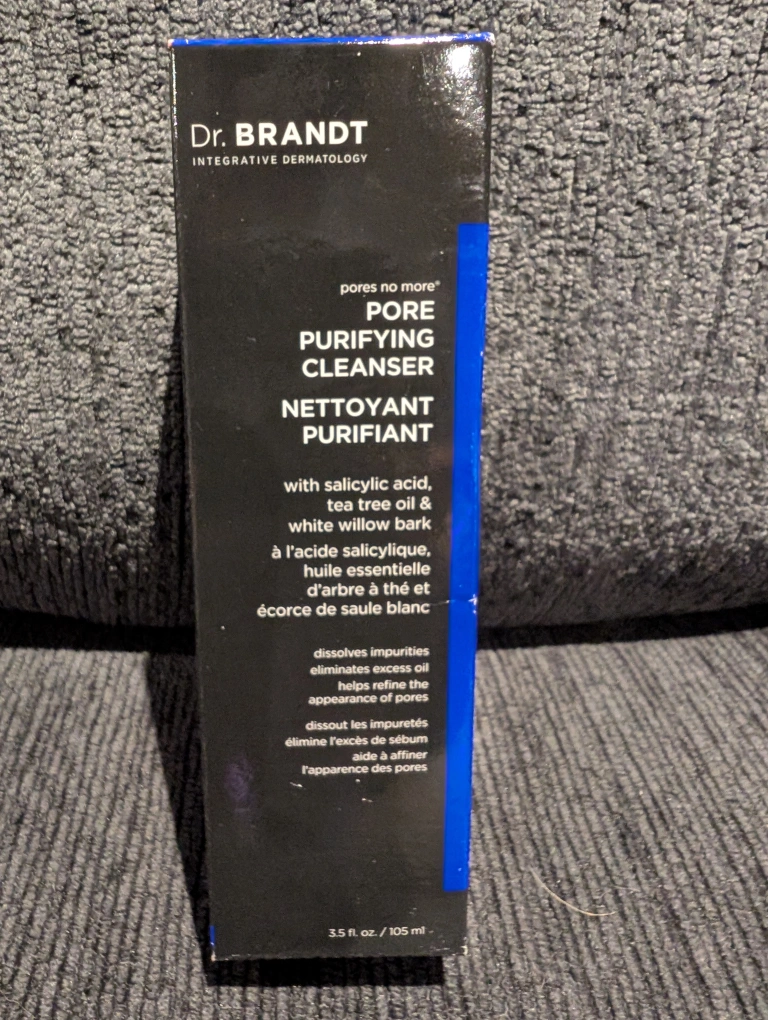 Dr. BRANDT
INTEGRATIVE DERMATOLOGY
pores no more®
PORE
PURIFYING
CLEANSER
NETTOYANT
PURIFIANT
with salicylic acid,
tea tree oil &
white willow bark
à l'acide salicylique,
huile essentielle
d'arbre à thé et
écorce de saule blanc
dissolves impurities
eliminates excess oil
helps refine the
appearance of pores
dissout les impuretés
élimine l'excès de sébum
aide à affiner
l'apparence des pores
3.5 fl. oz. / 105 ml